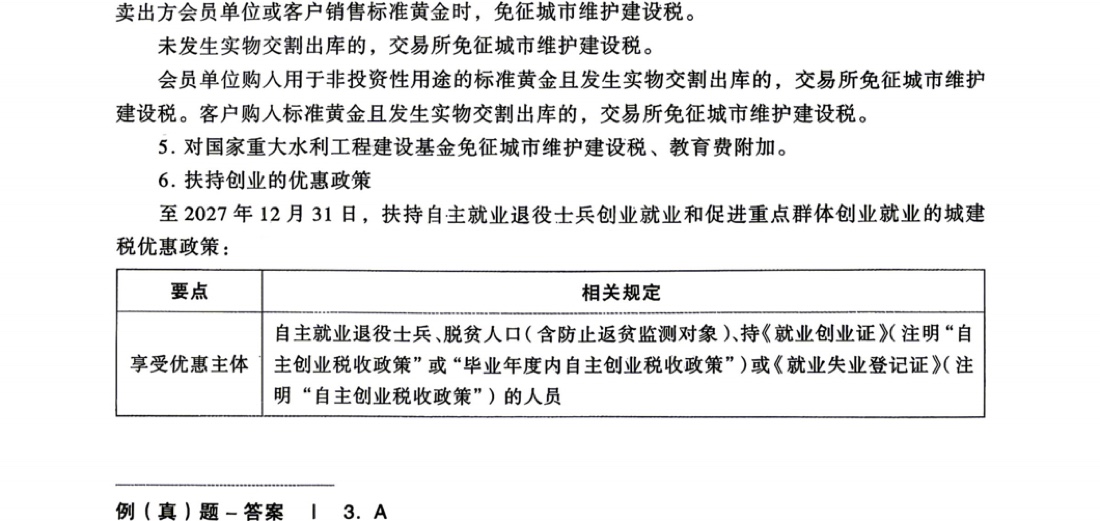 卖出方会员单位或客户销售标准黄金时，免征城市维护建设税。
未发生实物交割出库的，交易所免征城市维护建设税。
会员单位购入用于非投资性用途的标准黄金且发生实物交割出库的，交易所免征城市维护
建设税。客户购入标准黄金且发生实物交割出库的，交易所免征城市维护建设税。
5. 对国家重大水利工程建设基金免征城市维护建设税、教育费附加。
6. 扶持创业的优惠政策
至 2027 年 12 月 31 日，扶持自主就业退役士兵创业就业和促进重点群体创业就业的城建
税优惠政策：
要点 相关规定
自主就业退役士兵、脱贫人口（含防止返贫监测对象）、持《就业创业证》（注明“自
享受优惠主体 主创业税收政策”或“毕业年度内自主创业税收政策”）或《就业失业登记证》（注
明“自主创业税收政策”）的人员
例（真）题 – 答案 | 3. A